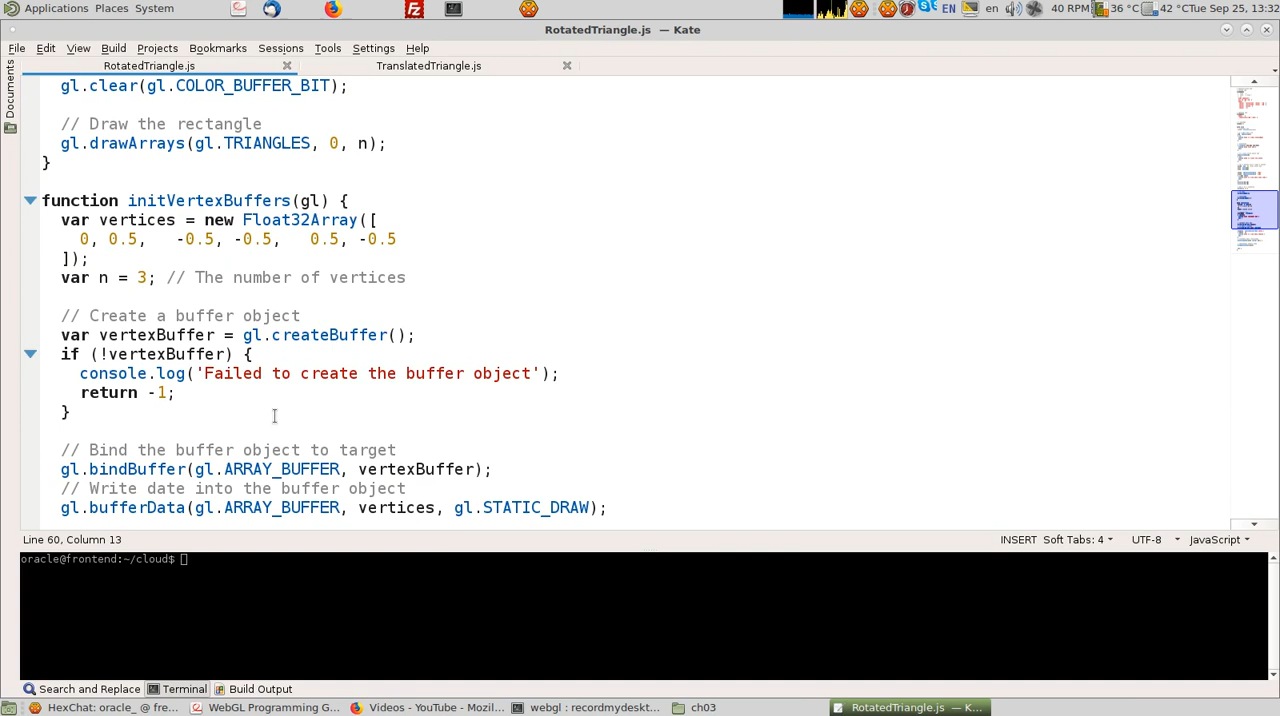 Applications Places System
en
EN
en
40 RPM
36 °C
42 °C
Tue Sep 25, 13:32
RotatedTriangle.js — Kate
File Edit View Build Projects Bookmarks Sessions Tools Settings Help
RotatedTriangle.js
TranslatedTriangle.js
Documents
gl.clear(gl.COLOR_BUFFER_BIT);
// Draw the rectangle
gl.drawArrays(gl.TRIANGLES, 0, n);
}
function initVertexBuffers(gl) {
var vertices = new Float32Array([
0, 0.5,   -0.5, -0.5,   0.5, -0.5
]);
var n = 3; // The number of vertices
// Create a buffer object
var vertexBuffer = gl.createBuffer();
if (!vertexBuffer) {
console.log('Failed to create the buffer object');
return -1;
}
// Bind the buffer object to target
gl.bindBuffer(gl.ARRAY_BUFFER, vertexBuffer);
// Write date into the buffer object
gl.bufferData(gl.ARRAY_BUFFER, vertices, gl.STATIC_DRAW);
Line 60, Column 13
INSERT Soft Tabs: 4 UTF-8 JavaScript
oracle@frontend:~/cloud$
Search and Replace Terminal Build Output
HexChat: oracle_ @ fre...
WebGL Programming G...
Videos - YouTube - Mozil...
webgl : recordmydeskt...
ch03
RotatedTriangle.js — K...